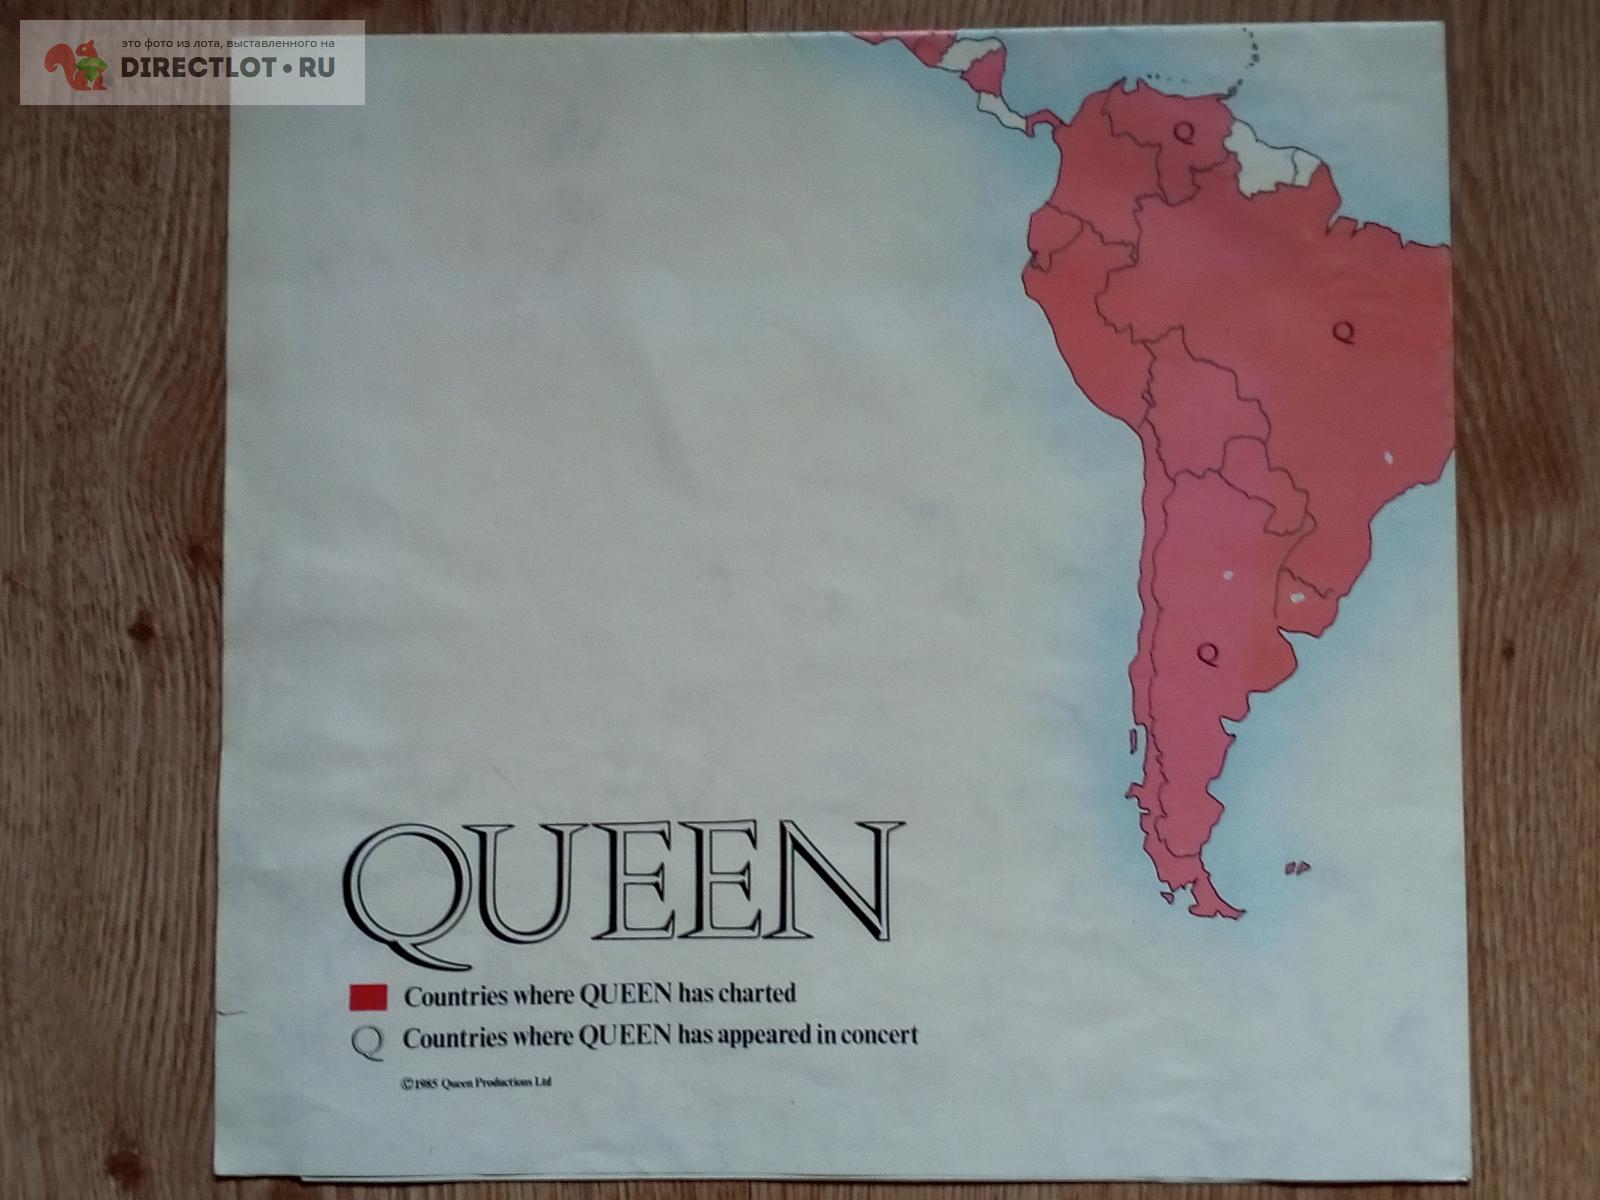 это фото из лота, выставленного на
DIRECTLOT•RU
Q
Q
Q
QUEEN
Countries where QUEEN has charted
Q Countries where QUEEN has appeared in concert
©1985 Queen Productions Ltd